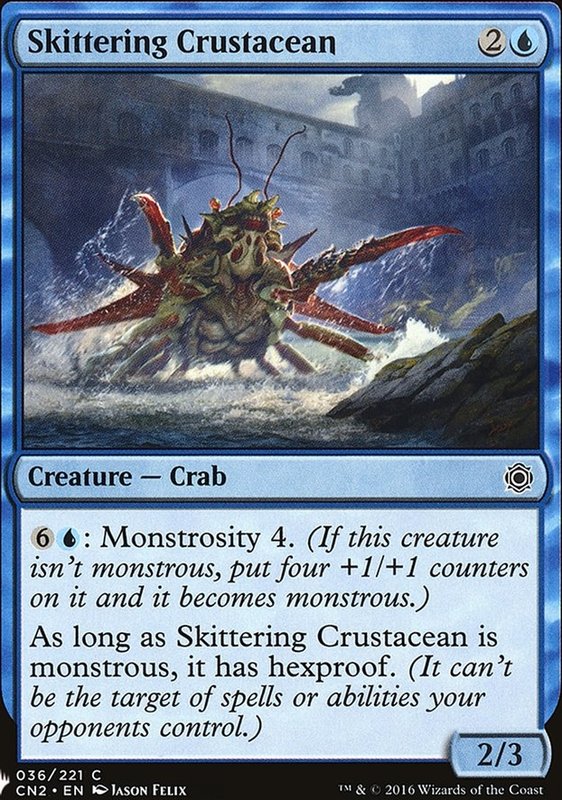 Skittering Crustacean 2
Creature — Crab
6: Monstrosity 4. (If this creature
isn't monstrous, put four +1/+1 counters
on it and it becomes monstrous.)
As long as Skittering Crustacean is
monstrous, it has hexproof. (It can't
be the target of spells or abilities your
opponents control.)
2/3
036/221 C
CN2 • EN Jason Felix
™ & © 2016 Wizards of the Coast